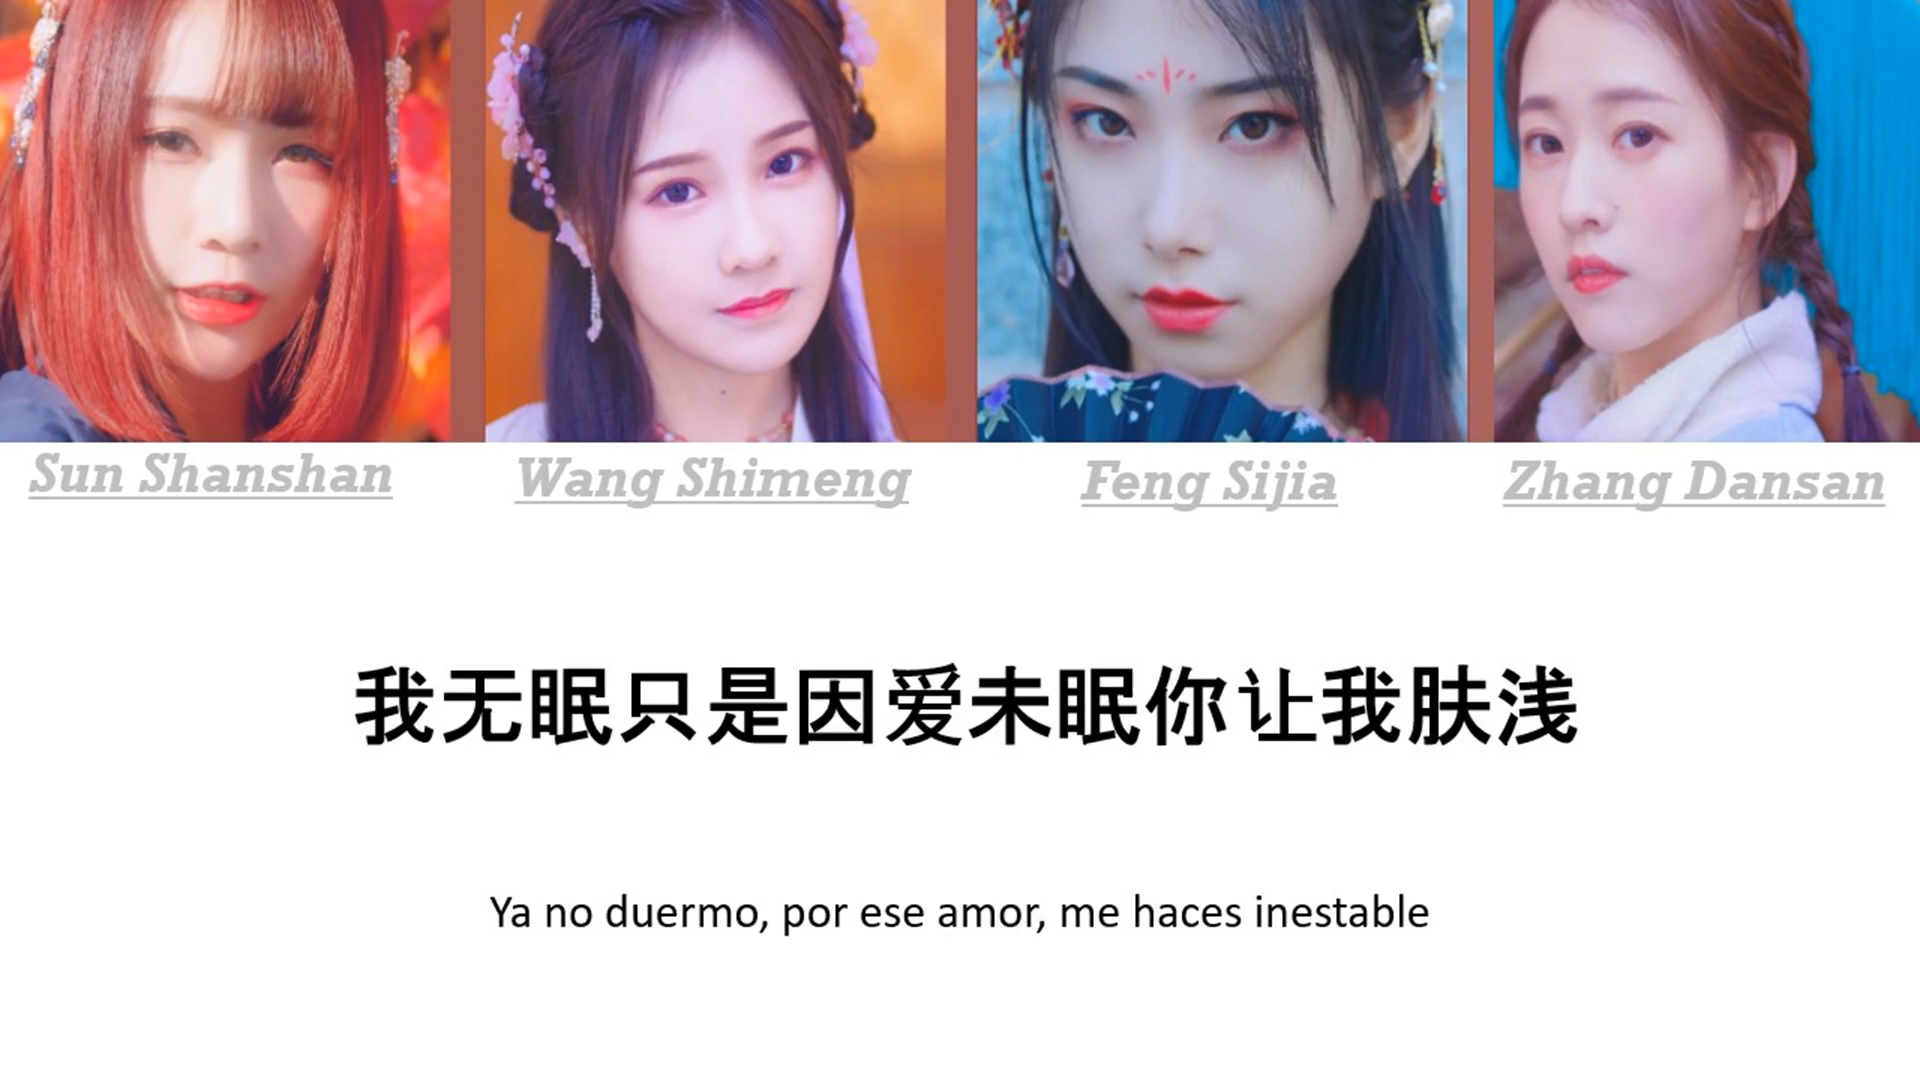 Sun Shanshan
Wang Shimeng
Feng Sijia
Zhang Dansan
我无眠只是因爱未眠你让我肤浅
Ya no duermo, por ese amor, me haces inestable